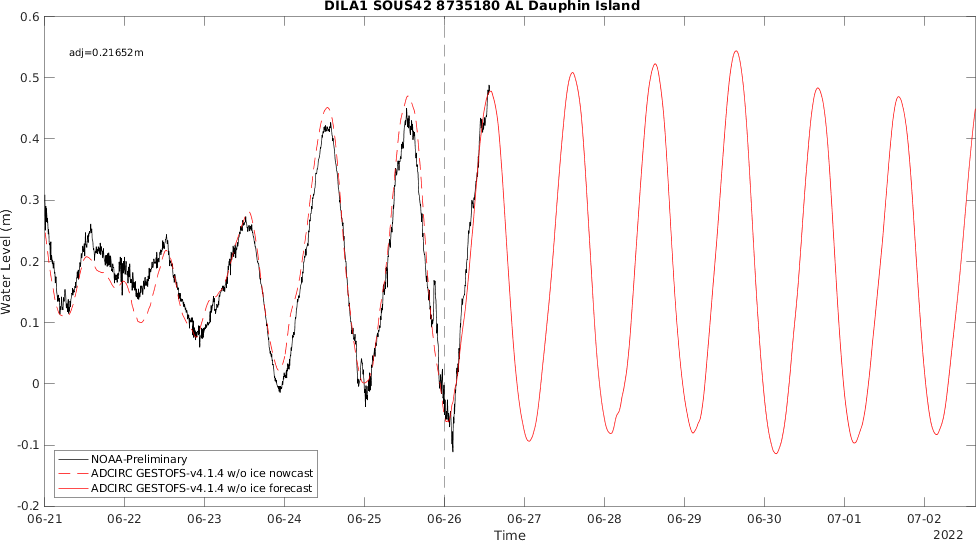 DILA1 SOUS42 8735180 AL Dauphin Island
adj=0.21652m
0.6
0.5
0.4
0.3
0.2
0.1
0
-0.1
-0.2
Water Level (m)
NOAA-Preliminary
ADCIRC GESTOFS-v4.1.4 w/o ice nowcast
ADCIRC GESTOFS-v4.1.4 w/o ice forecast
06-21 06-22 06-23 06-24 06-25 06-26 06-27 06-28 06-29 06-30 07-01 07-02
Time
2022